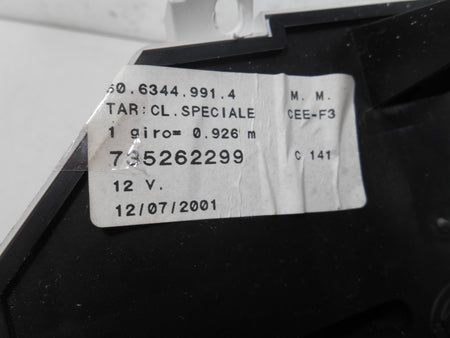 60.6344.991.4 M. M.
TAR:CL.SPECIALE CEE-F3
1 giro= 0.926 m
735262299 C 141
12 V.
12/07/2001